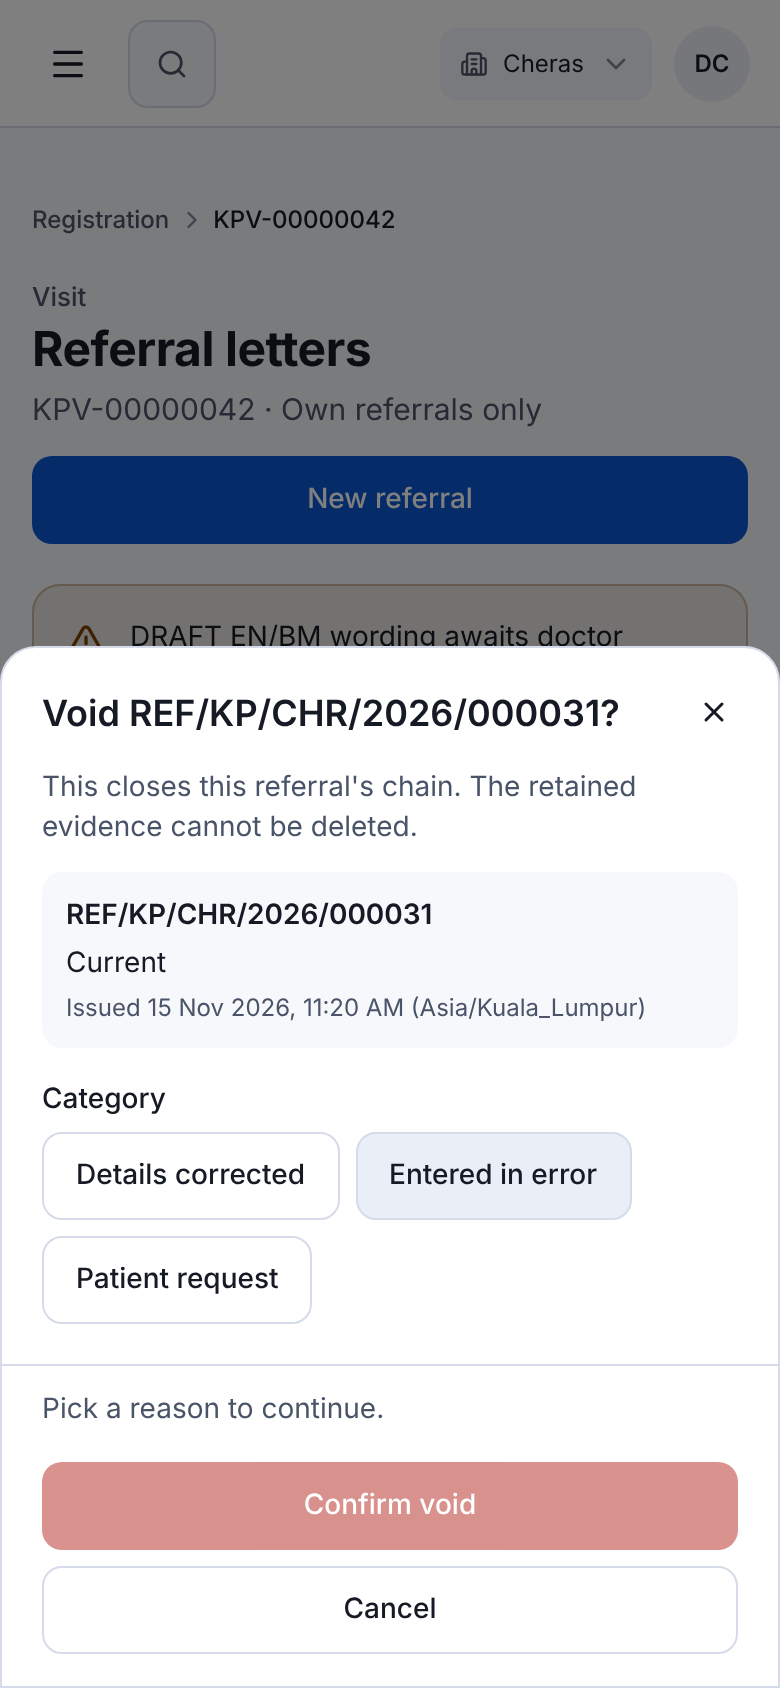 Cheras
DC
Registration
KPV-00000042
Visit
Referral letters
KPV-00000042 · Own referrals only
New referral
DRAFT EN/BM wording awaits doctor
Void REF/KP/CHR/2026/000031?
This closes this referral's chain. The retained
evidence cannot be deleted.
REF/KP/CHR/2026/000031
Current
Issued 15 Nov 2026, 11:20 AM (Asia/Kuala_Lumpur)
Category
Details corrected
Entered in error
Patient request
Pick a reason to continue.
Confirm void
Cancel